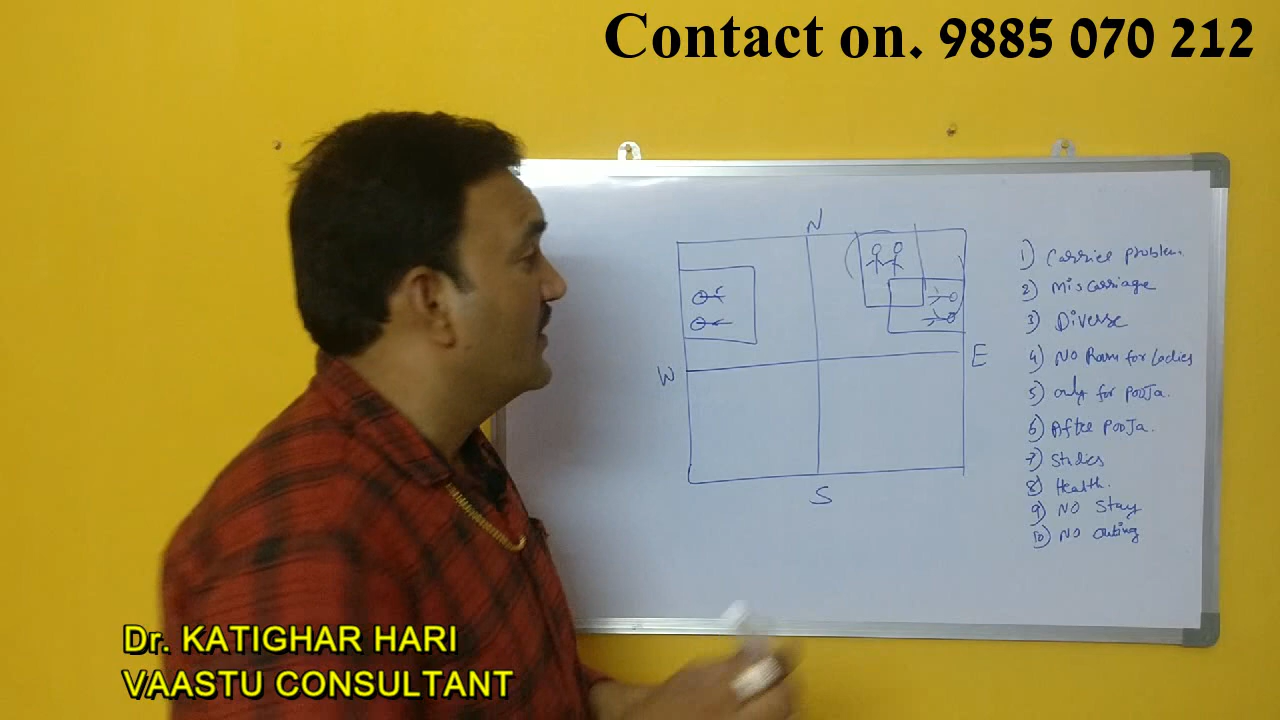 Contact on. 9885 070 212
N
W
E
S
1) Carriee problem.
2) Miscarriage
3) Diverse
4) NO Room for Ladies
5) only for PooJa.
6) After PooJa.
7) Studies
8) Health.
9) NO Stay
10) NO outing
Dr. KATIGHAR HARI
VAASTU CONSULTANT